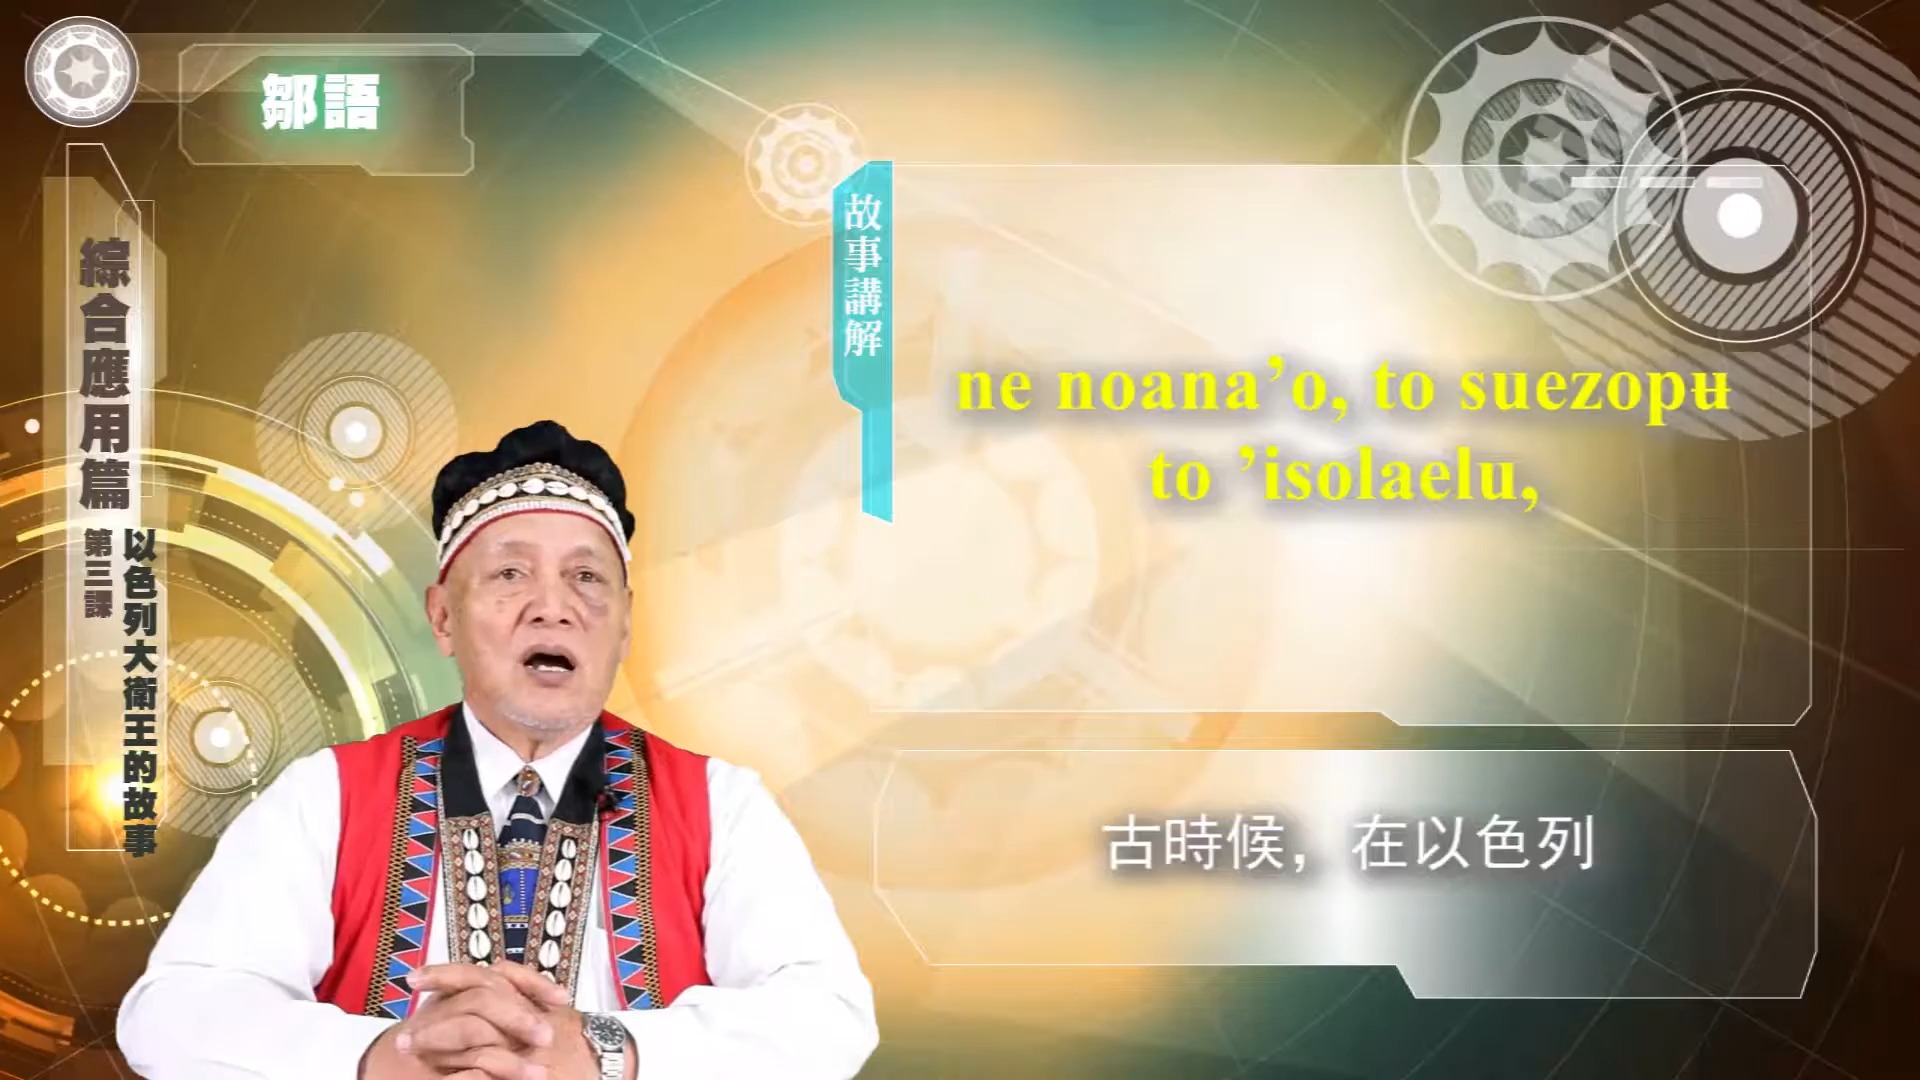 鄒語
綜合應用篇
第三課
以色列大衛王的故事
故事講解
ne noana’o, to suezopʉ
to ’isolaelu,
古時候，在以色列